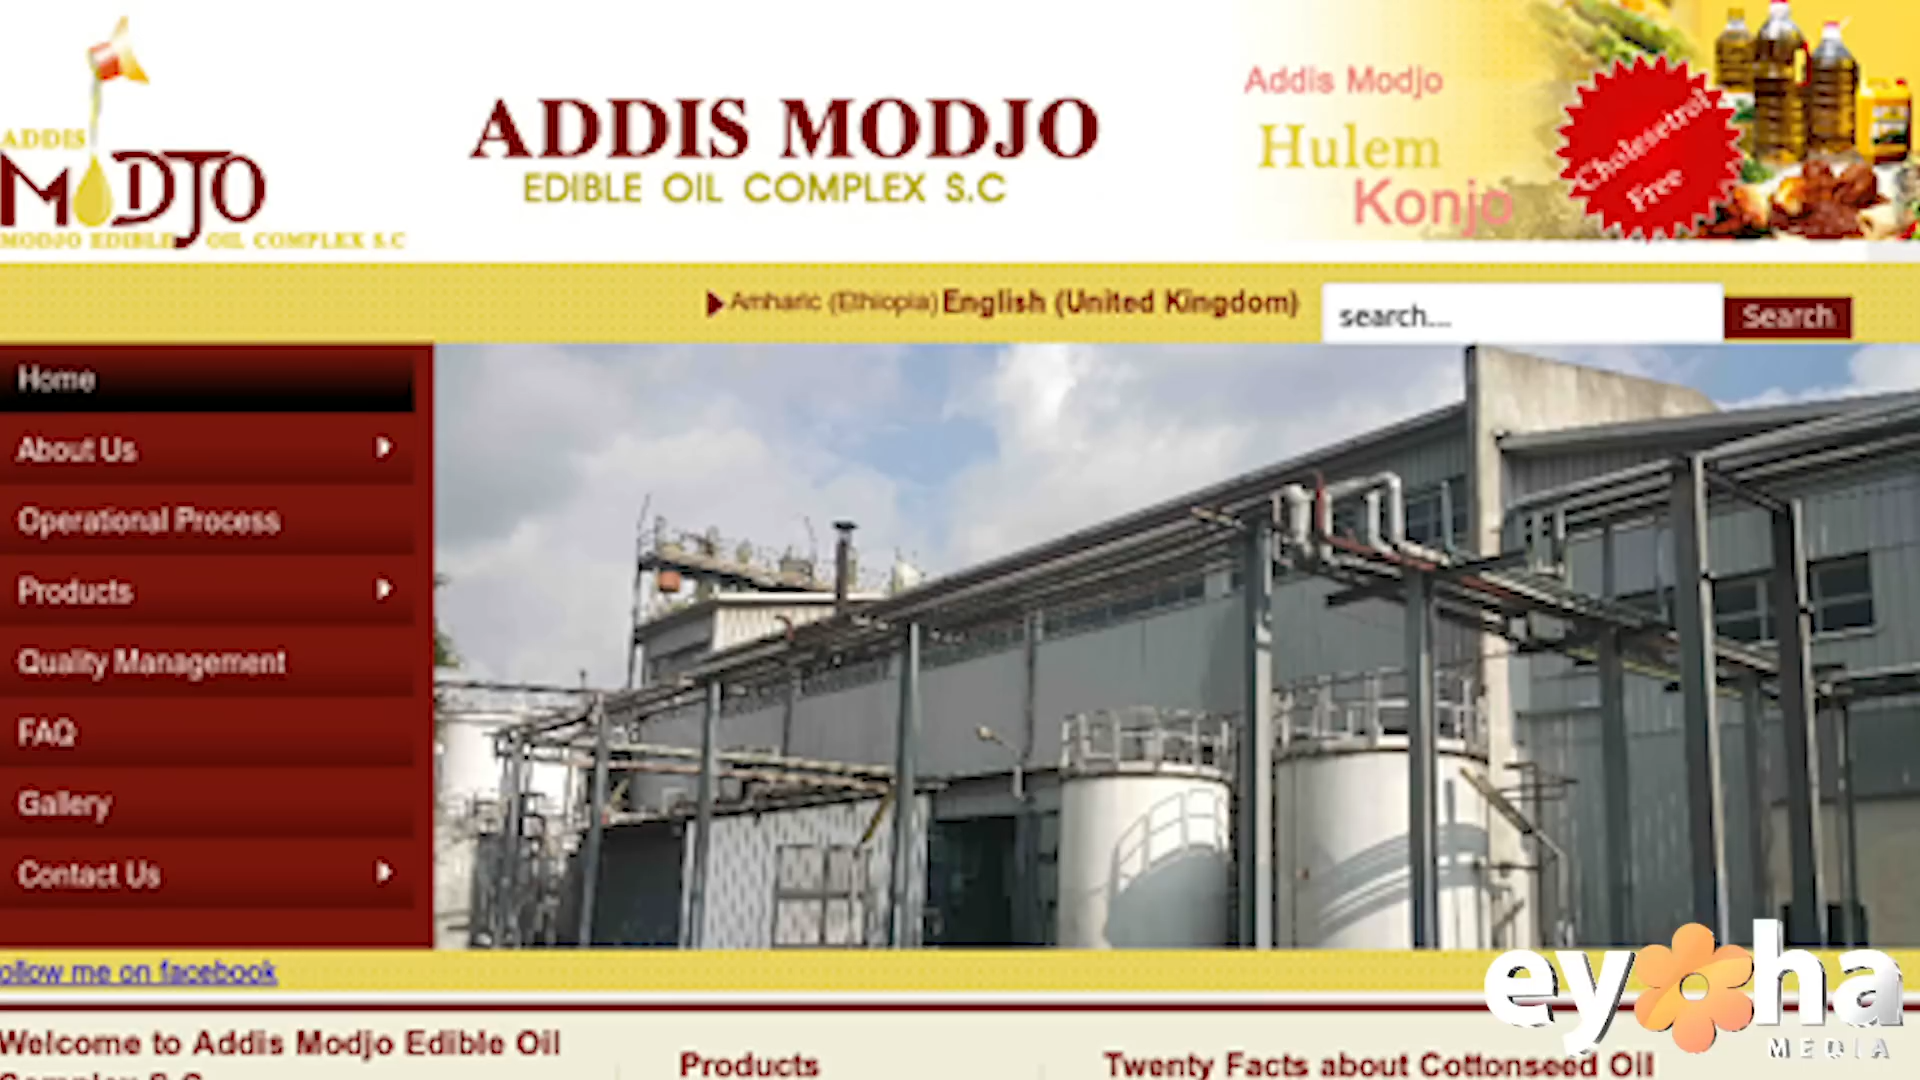 ADDIS
MODJO
MODJO EDIBLE OIL COMPLEX S.C
ADDIS MODJO
EDIBLE OIL COMPLEX S.C
Addis Modjo
Hulem
Konjo
Cholesetrol
Free
Amharic (Ethiopia) English (United Kingdom)
search...
Search
Home
About Us
Operational Process
Products
Quality Management
FAQ
Gallery
Contact Us
ollow me on facebook
Welcome to Addis Modjo Edible Oil
Complex S.C
Products
Twenty Facts about Cottonseed Oil
eyoha
MEDIA